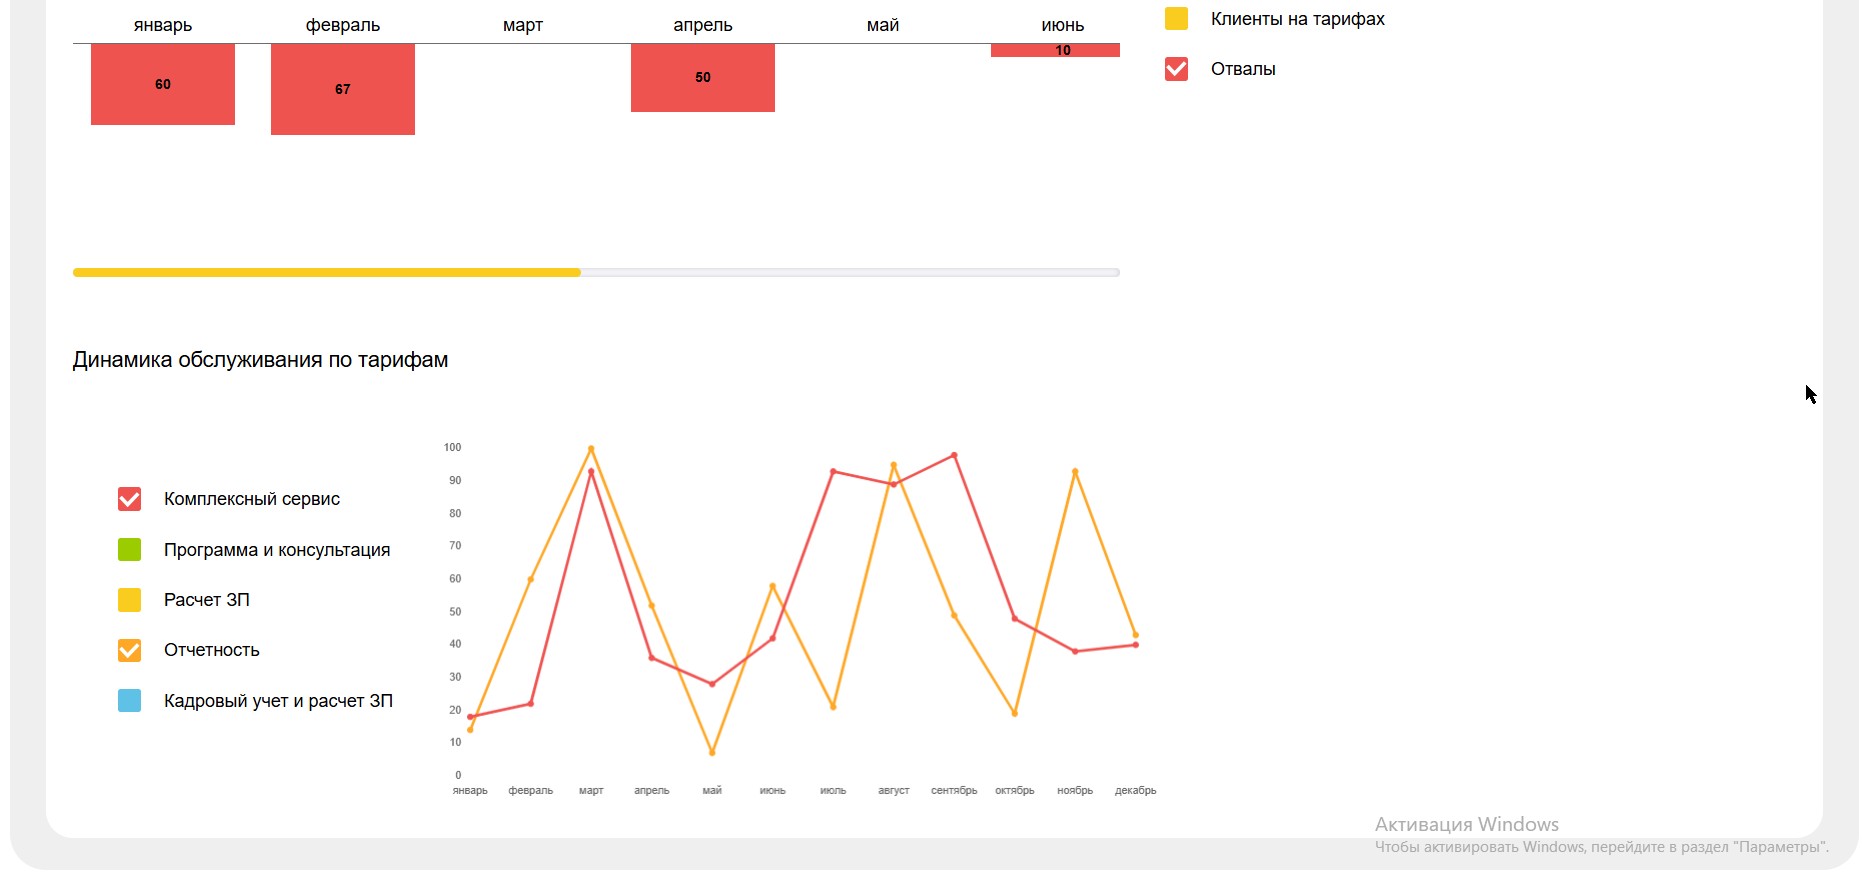 январь февраль март апрель май июнь
60 67 50 10
Клиенты на тарифах
Отвалы
Динамика обслуживания по тарифам
Комплексный сервис
Программа и консультация
Расчет ЗП
Отчетность
Кадровый учет и расчет ЗП
100
90
80
70
60
50
40
30
20
10
0
январь февраль март апрель май июнь июль август сентябрь октябрь ноябрь декабрь
Активация Windows
Чтобы активировать Windows, перейдите в раздел "Параметры".